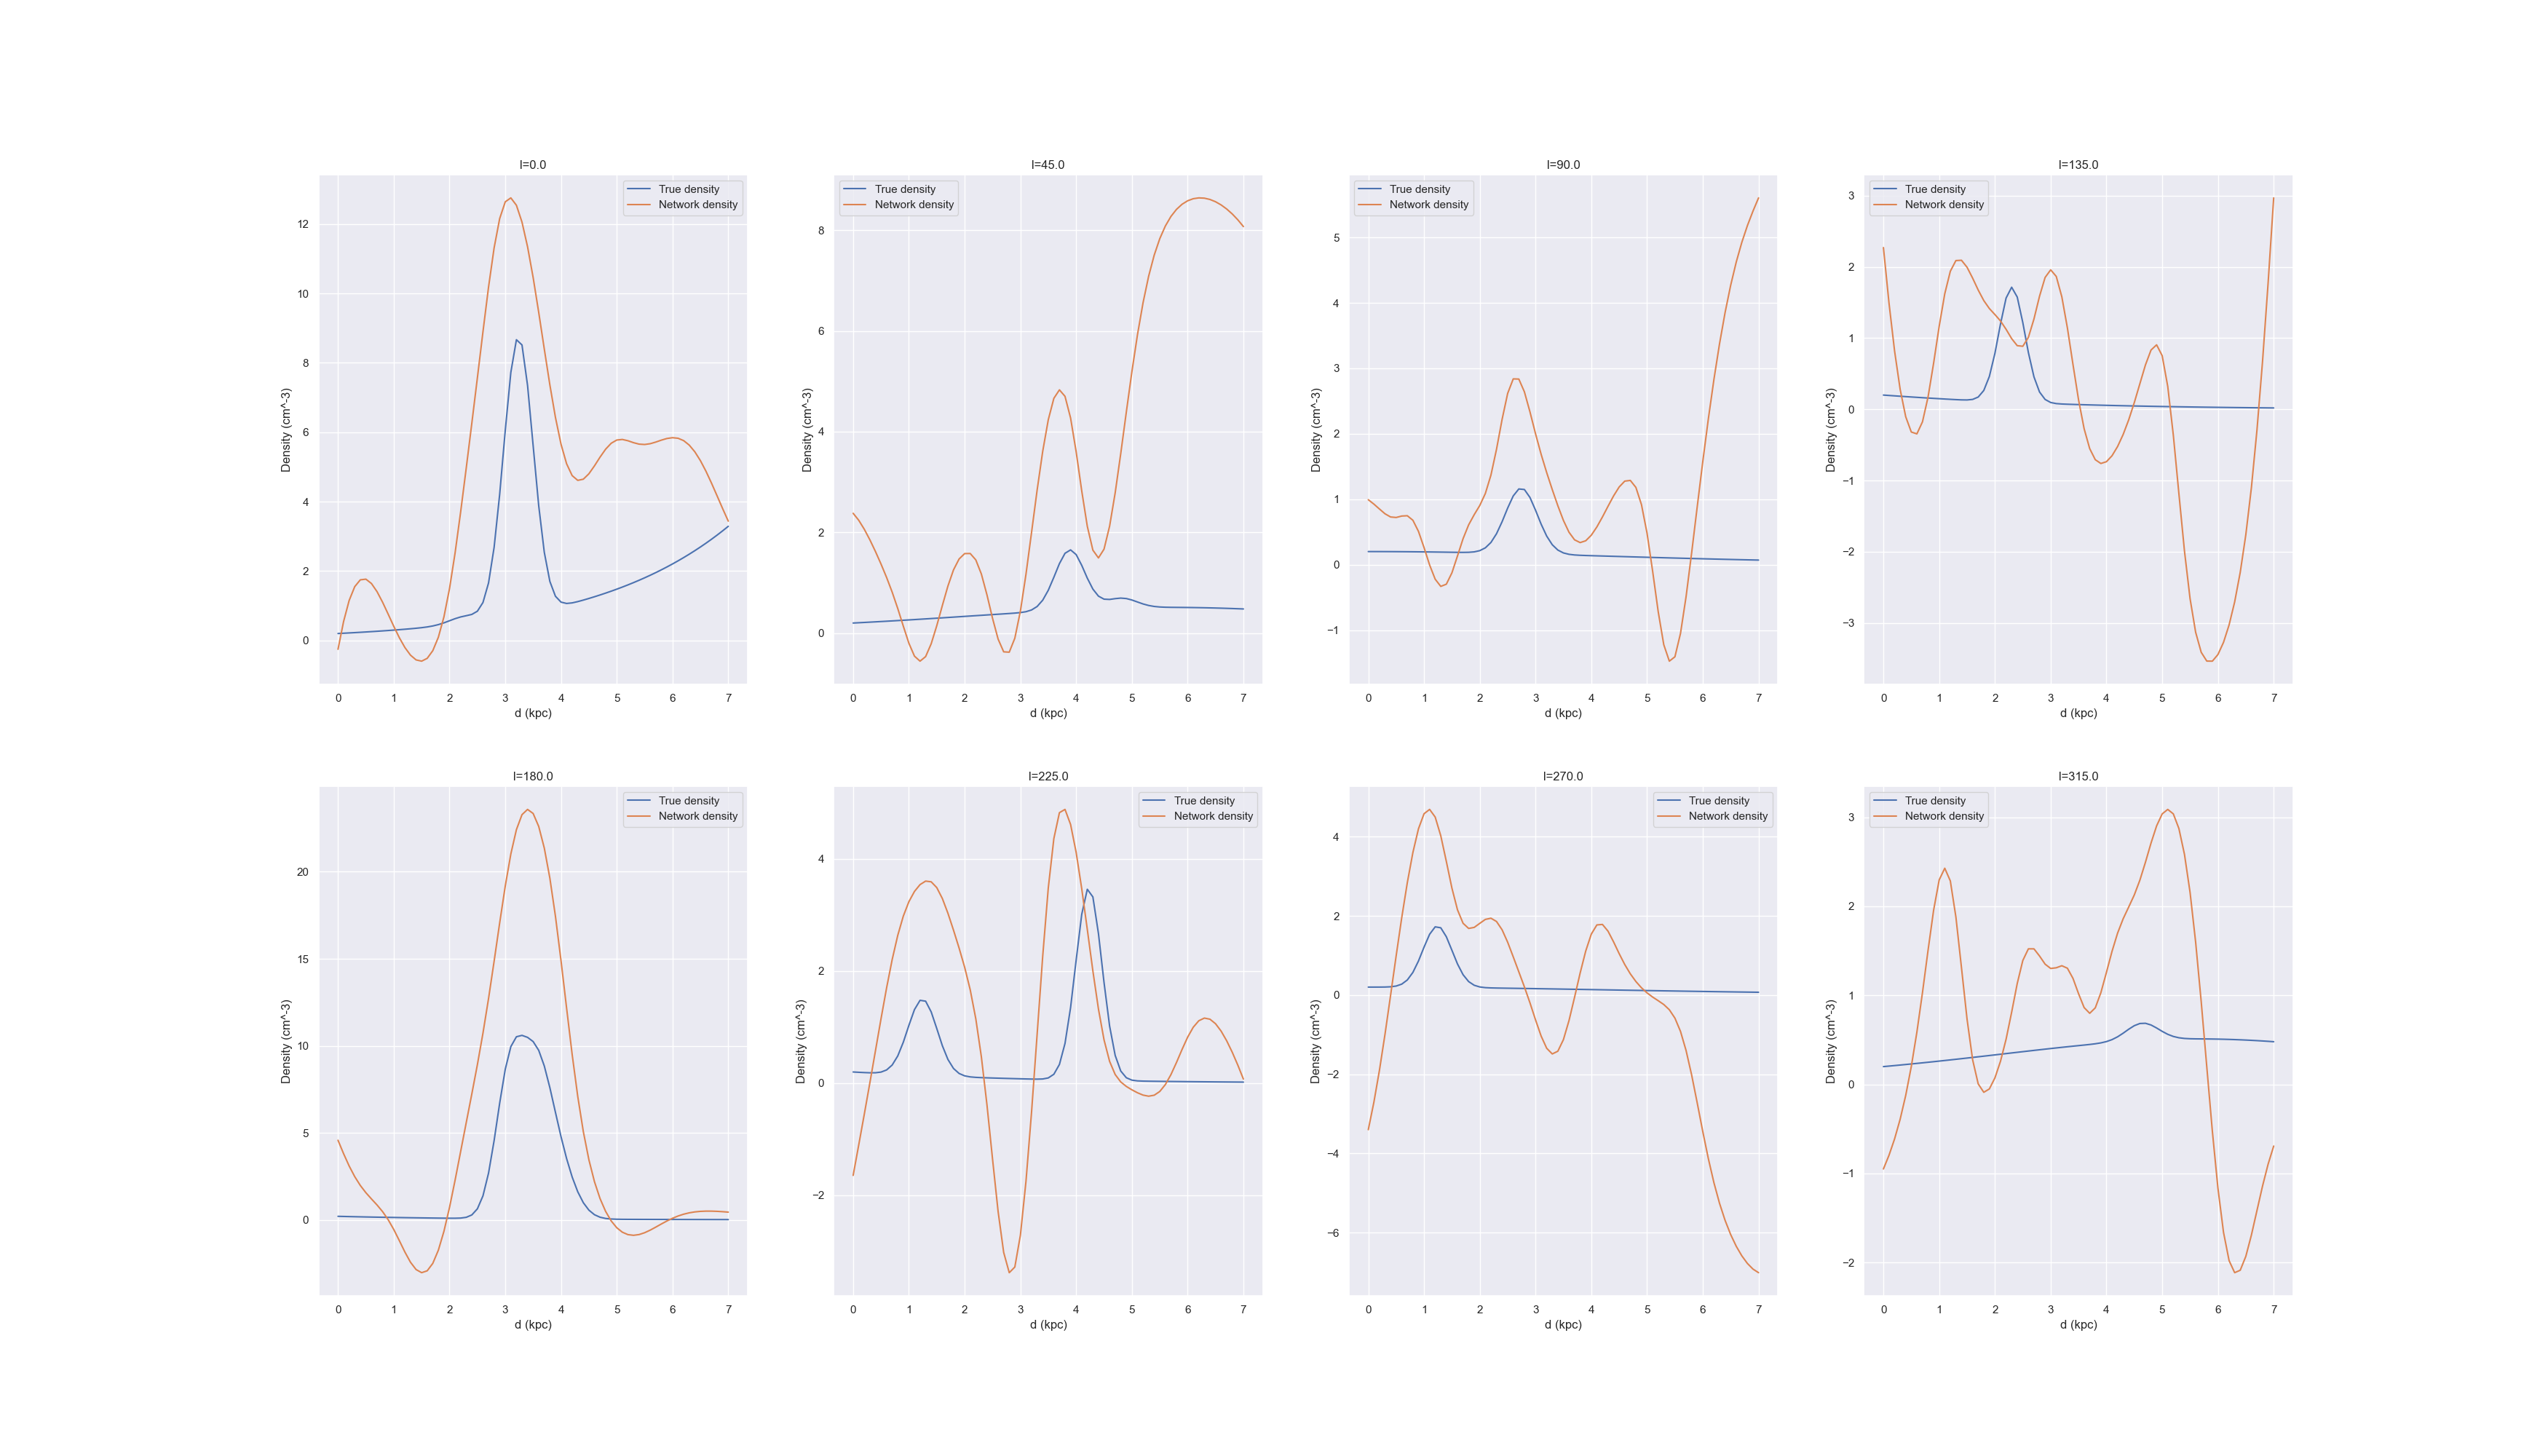 l=0.0
True density
Network density
12
10
8
6
4
2
0
Density (cm^-3)
0 1 2 3 4 5 6 7
d (kpc)
l=45.0
True density
Network density
8
6
4
2
0
Density (cm^-3)
0 1 2 3 4 5 6 7
d (kpc)
l=90.0
True density
Network density
5
4
3
2
1
0
−1
Density (cm^-3)
0 1 2 3 4 5 6 7
d (kpc)
l=135.0
True density
Network density
3
2
1
0
−1
−2
−3
Density (cm^-3)
0 1 2 3 4 5 6 7
d (kpc)
l=180.0
True density
Network density
20
15
10
5
0
Density (cm^-3)
0 1 2 3 4 5 6 7
d (kpc)
l=225.0
True density
Network density
4
2
0
−2
Density (cm^-3)
0 1 2 3 4 5 6 7
d (kpc)
l=270.0
True density
Network density
4
2
0
−2
−4
−6
Density (cm^-3)
0 1 2 3 4 5 6 7
d (kpc)
l=315.0
True density
Network density
3
2
1
0
−1
−2
Density (cm^-3)
0 1 2 3 4 5 6 7
d (kpc)